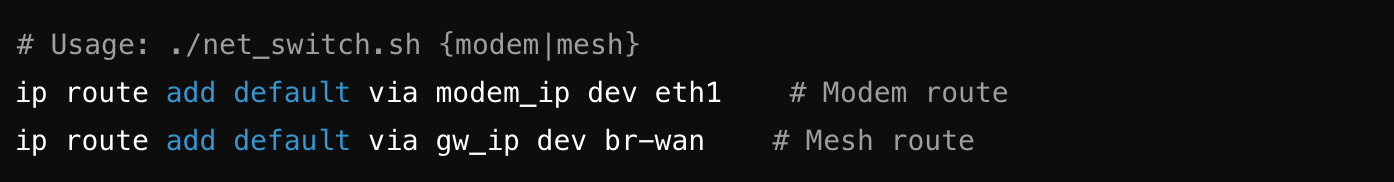 # Usage: ./net_switch.sh {modem|mesh}
ip route add default via modem_ip dev eth1    # Modem route
ip route add default via gw_ip dev br-wan    # Mesh route